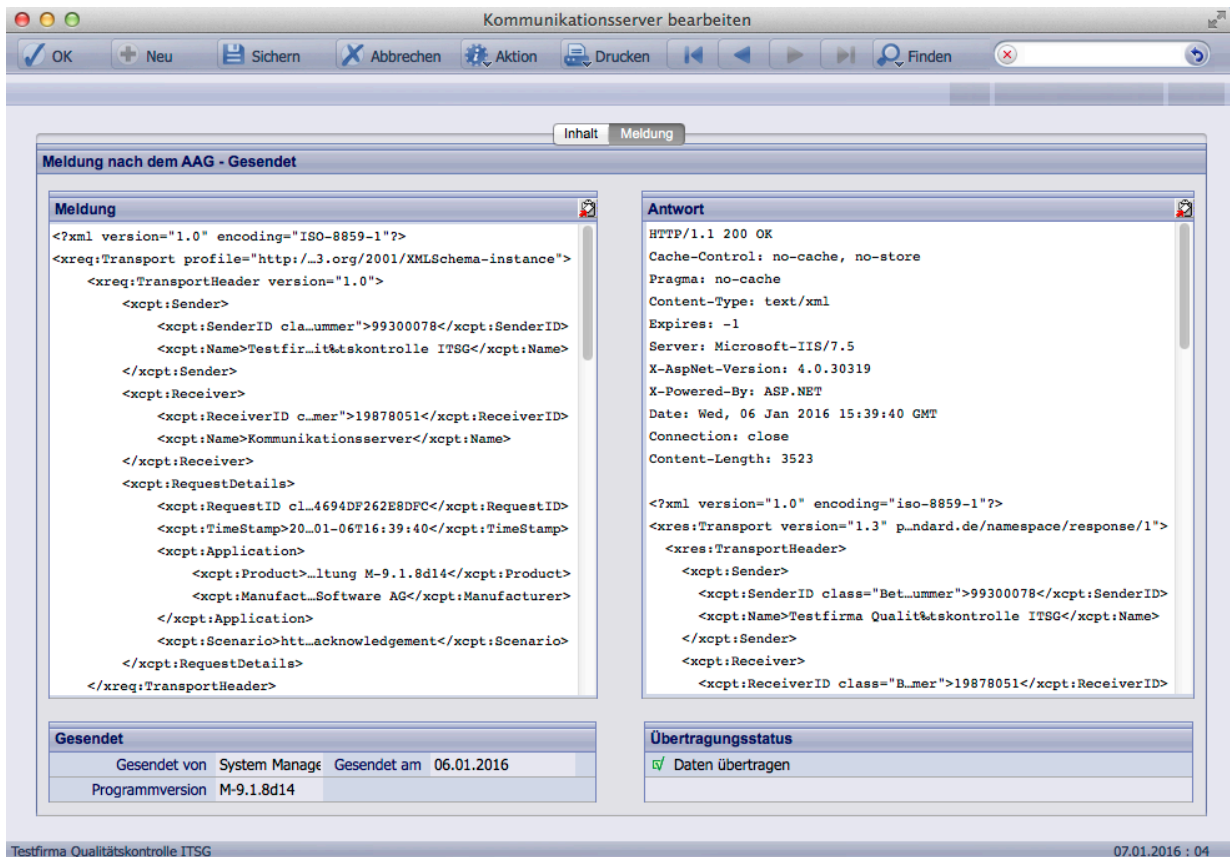 Kommunikationsserver bearbeiten
OK Neu Sichern Abbrechen Aktion Drucken Finden
Inhalt Meldung
Meldung nach dem AAG - Gesendet
Meldung
<?xml version="1.0" encoding="ISO-8859-1"?>
<xreq:Transport profile="http:/…3.org/2001/XMLSchema-instance">
<xreq:TransportHeader version="1.0">
<xcpt:Sender>
<xcpt:SenderID cla…ummer">99300078</xcpt:SenderID>
<xcpt:Name>Testfir…it%tskontrolle ITSG</xcpt:Name>
</xcpt:Sender>
<xcpt:Receiver>
<xcpt:ReceiverID c…mer">19878051</xcpt:ReceiverID>
<xcpt:Name>Kommunikationsserver</xcpt:Name>
</xcpt:Receiver>
<xcpt:RequestDetails>
<xcpt:RequestID cl…4694DF262E8DFC</xcpt:RequestID>
<xcpt:TimeStamp>20…01-06T16:39:40</xcpt:TimeStamp>
<xcpt:Application>
<xcpt:Product>…ltung M-9.1.8d14</xcpt:Product>
<xcpt:Manufact…Software AG</xcpt:Manufacturer>
</xcpt:Application>
<xcpt:Scenario>htt…acknowledgement</xcpt:Scenario>
</xcpt:RequestDetails>
</xreq:TransportHeader>
Antwort
HTTP/1.1 200 OK
Cache-Control: no-cache, no-store
Pragma: no-cache
Content-Type: text/xml
Expires: -1
Server: Microsoft-IIS/7.5
X-AspNet-Version: 4.0.30319
X-Powered-By: ASP.NET
Date: Wed, 06 Jan 2016 15:39:40 GMT
Connection: close
Content-Length: 3523
<?xml version="1.0" encoding="iso-8859-1"?>
<xres:Transport version="1.3" p…ndard.de/namespace/response/1">
<xres:TransportHeader>
<xcpt:Sender>
<xcpt:SenderID class="Bet…ummer">99300078</xcpt:SenderID>
<xcpt:Name>Testfirma Qualit%tskontrolle ITSG</xcpt:Name>
</xcpt:Sender>
<xcpt:Receiver>
<xcpt:ReceiverID class="B…mer">19878051</xcpt:ReceiverID>
Gesendet
Gesendet von System Manage Gesendet am 06.01.2016
Programmversion M-9.1.8d14
Übertragungsstatus
Daten übertragen
Testfirma Qualitätskontrolle ITSG 07.01.2016 : 04